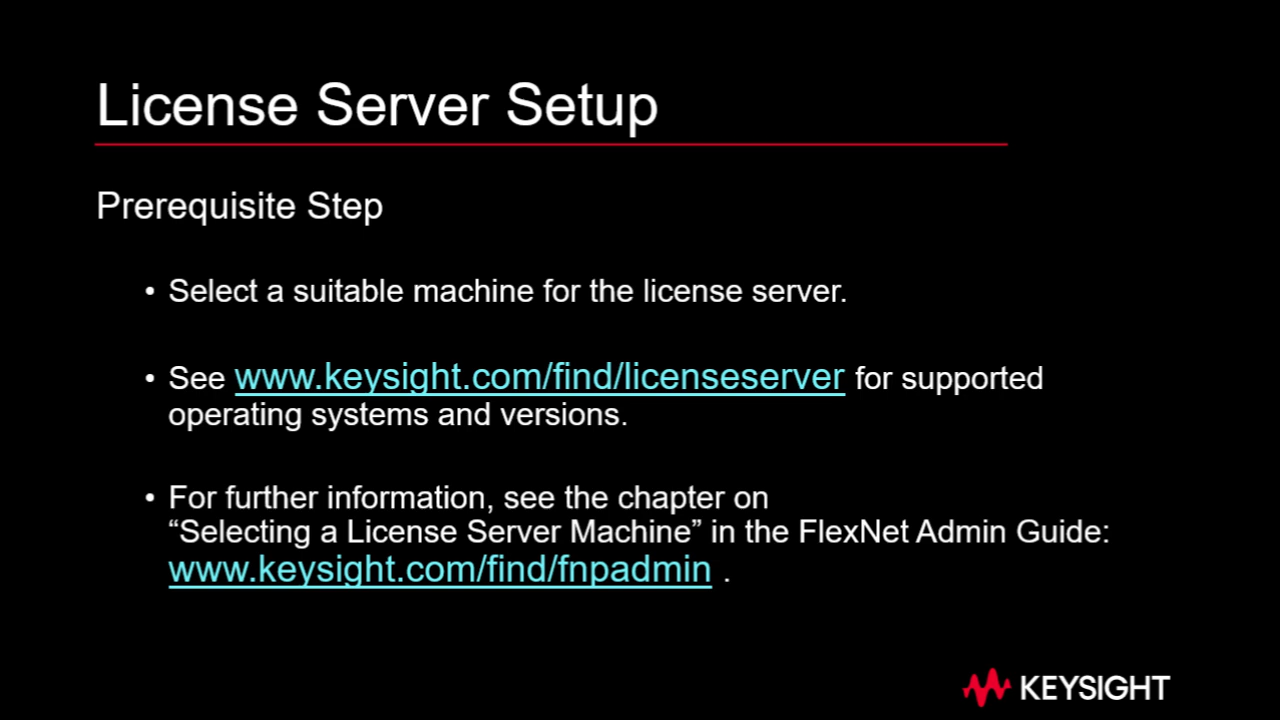 License Server Setup
Prerequisite Step
• Select a suitable machine for the license server.
• See www.keysight.com/find/licenseserver for supported
operating systems and versions.
• For further information, see the chapter on
“Selecting a License Server Machine” in the FlexNet Admin Guide:
www.keysight.com/find/fnpadmin .
KEYSIGHT